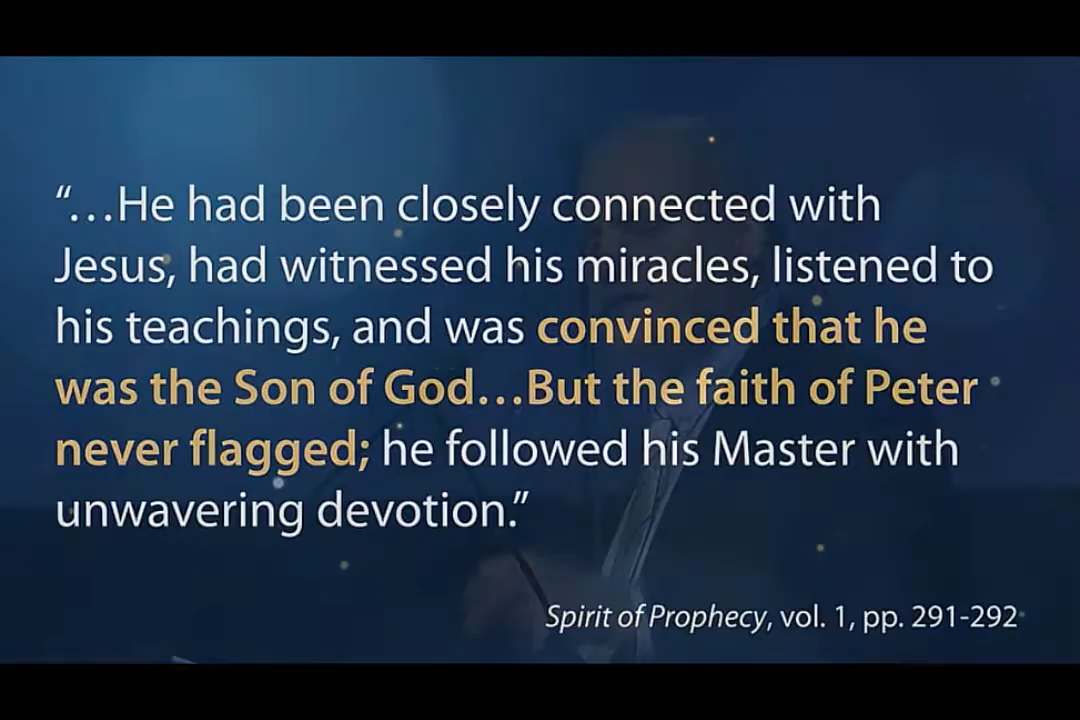 “…He had been closely connected with
Jesus, had witnessed his miracles, listened to
his teachings, and was convinced that he
was the Son of God…But the faith of Peter
never flagged; he followed his Master with
unwavering devotion.”
Spirit of Prophecy, vol. 1, pp. 291-292